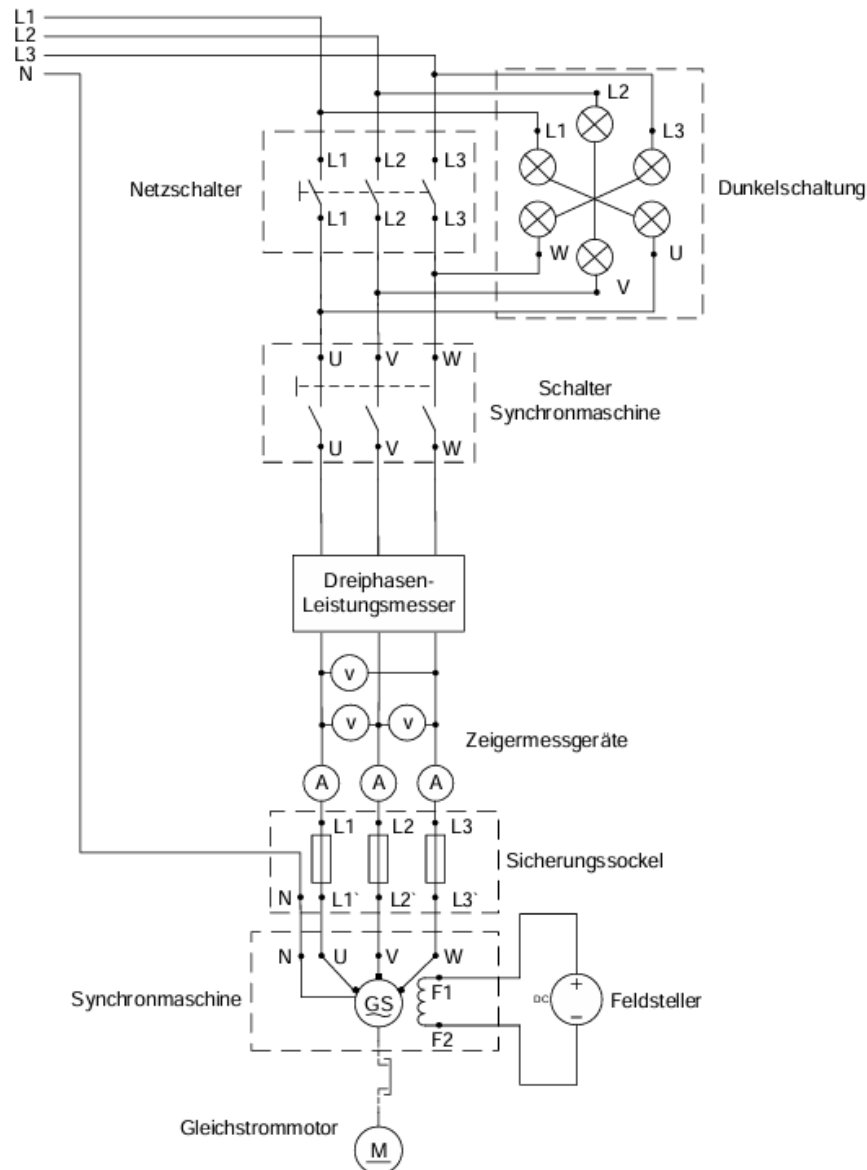 L1
L2
L3
N
L2
L1
L3
L1
L2
L3
Netzschalter
Dunkelschaltung
L1
L2
L3
W
U
V
U
V
W
Schalter
Synchronmaschine
U
V
W
Dreiphasen-
Leistungsmesser
v
v
v
Zeigermessgeräte
A
A
A
L1
L2
L3
Sicherungssockel
N
L1`
L2`
L3`
N
U
V
W
Synchronmaschine
GS
F1
F2
DC
+
−
Feldsteller
Gleichstrommotor
M